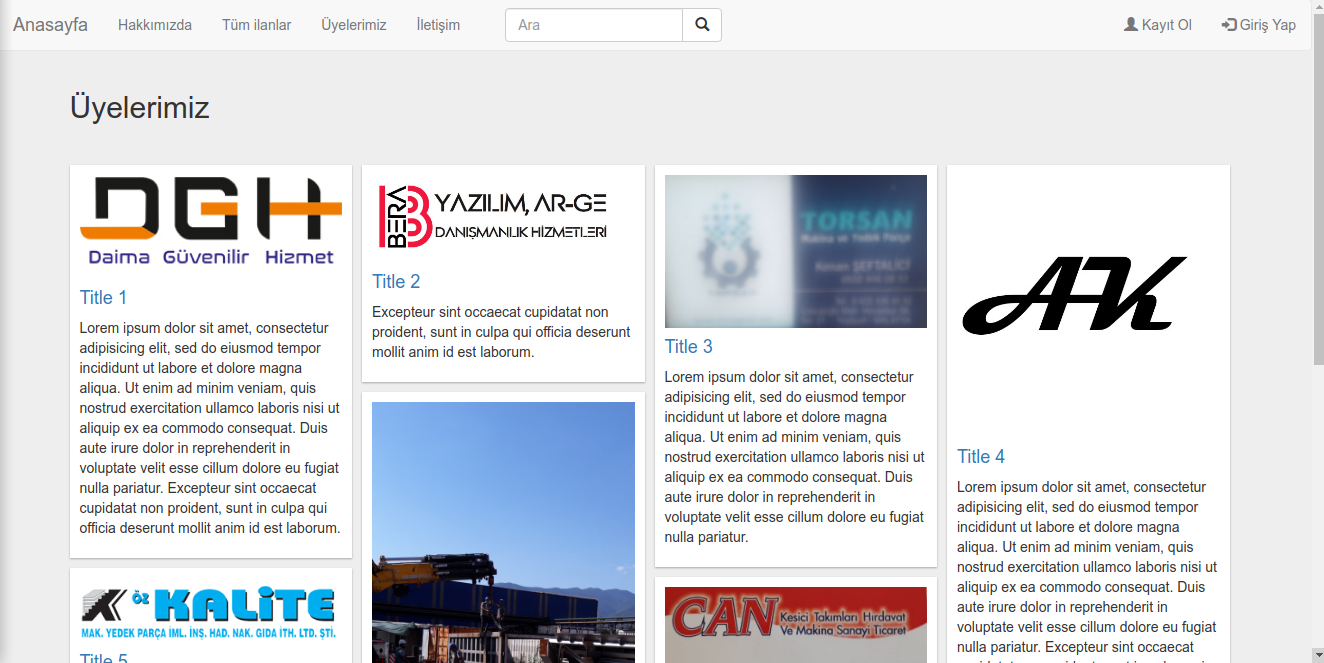 Anasayfa
Hakkımızda
Tüm ilanlar
Üyelerimiz
İletişim
Ara
Kayıt Ol
Giriş Yap
Üyelerimiz
DGH
Daima Güvenilir Hizmet
Title 1
Lorem ipsum dolor sit amet, consectetur
adipisicing elit, sed do eiusmod tempor
incididunt ut labore et dolore magna
aliqua. Ut enim ad minim veniam, quis
nostrud exercitation ullamco laboris nisi ut
aliquip ex ea commodo consequat. Duis
aute irure dolor in reprehenderit in
voluptate velit esse cillum dolore eu fugiat
nulla pariatur. Excepteur sint occaecat
cupidatat non proident, sunt in culpa qui
officia deserunt mollit anim id est laborum.
ÖZ KALİTE
MAK. YEDEK PARÇA İML. İNŞ. HAD. NAK. GIDA İTH. LTD. ŞTİ.
Title 5
BERVA
B
YAZILIM, AR-GE
DANIŞMANLIK HİZMETLERİ
Title 2
Excepteur sint occaecat cupidatat non
proident, sunt in culpa qui officia deserunt
mollit anim id est laborum.
TORSAN
Makina ve Yedek Parça
Kenan ŞEFTALİCİ
Title 3
Lorem ipsum dolor sit amet, consectetur
adipisicing elit, sed do eiusmod tempor
incididunt ut labore et dolore magna
aliqua. Ut enim ad minim veniam, quis
nostrud exercitation ullamco laboris nisi ut
aliquip ex ea commodo consequat. Duis
aute irure dolor in reprehenderit in
voluptate velit esse cillum dolore eu fugiat
nulla pariatur.
CAN
Kesici Takımları Hırdavat
Ve Makina Sanayi Ticaret
AK
Title 4
Lorem ipsum dolor sit amet, consectetur
adipisicing elit, sed do eiusmod tempor
incididunt ut labore et dolore magna
aliqua. Ut enim ad minim veniam, quis
nostrud exercitation ullamco laboris nisi ut
aliquip ex ea commodo consequat. Duis
aute irure dolor in reprehenderit in
voluptate velit esse cillum dolore eu fugiat
nulla pariatur. Excepteur sint occaecat